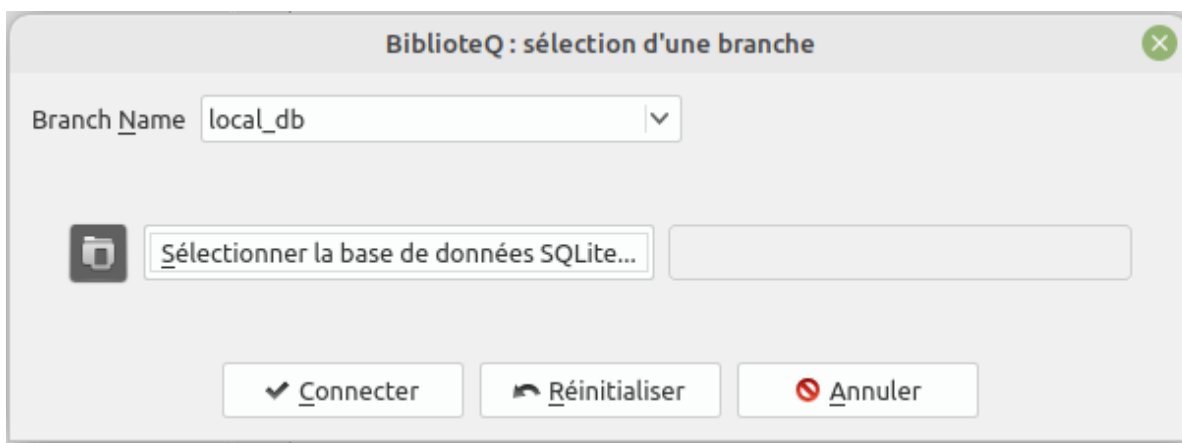 BiblioteQ : sélection d'une branche
Branch Name local_db
Sélectionner la base de données SQLite...
Connecter Réinitialiser Annuler